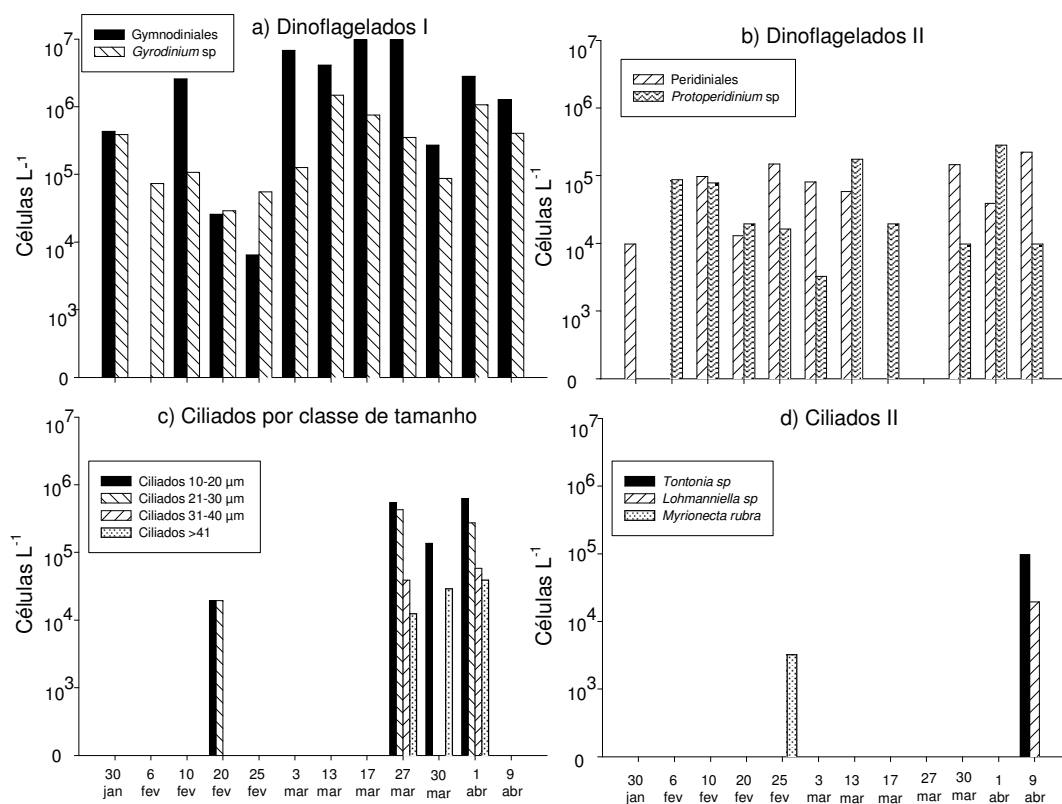 a) Dinoflagelados I
Gymnodiniales
Gyrodinium sp
Células L-1
10^7
10^6
10^5
10^4
10^3
0
b) Dinoflagelados II
Peridiniales
Protoperidinium sp
Células L-1
10^7
10^6
10^5
10^4
10^3
0
c) Ciliados por classe de tamanho
Ciliados 10-20 µm
Ciliados 21-30 µm
Ciliados 31-40 µm
Ciliados >41
Células L-1
10^7
10^6
10^5
10^4
10^3
0
30 6 10 20 25 3 13 17 27 30 1 9
jan fev fev fev fev mar mar mar mar mar abr abr
d) Ciliados II
Tontonia sp
Lohmanniella sp
Myrionecta rubra
Células L-1
10^7
10^6
10^5
10^4
10^3
0
30 6 10 20 25 3 13 17 27 30 1 9
jan fev fev fev fev mar mar mar mar mar abr abr